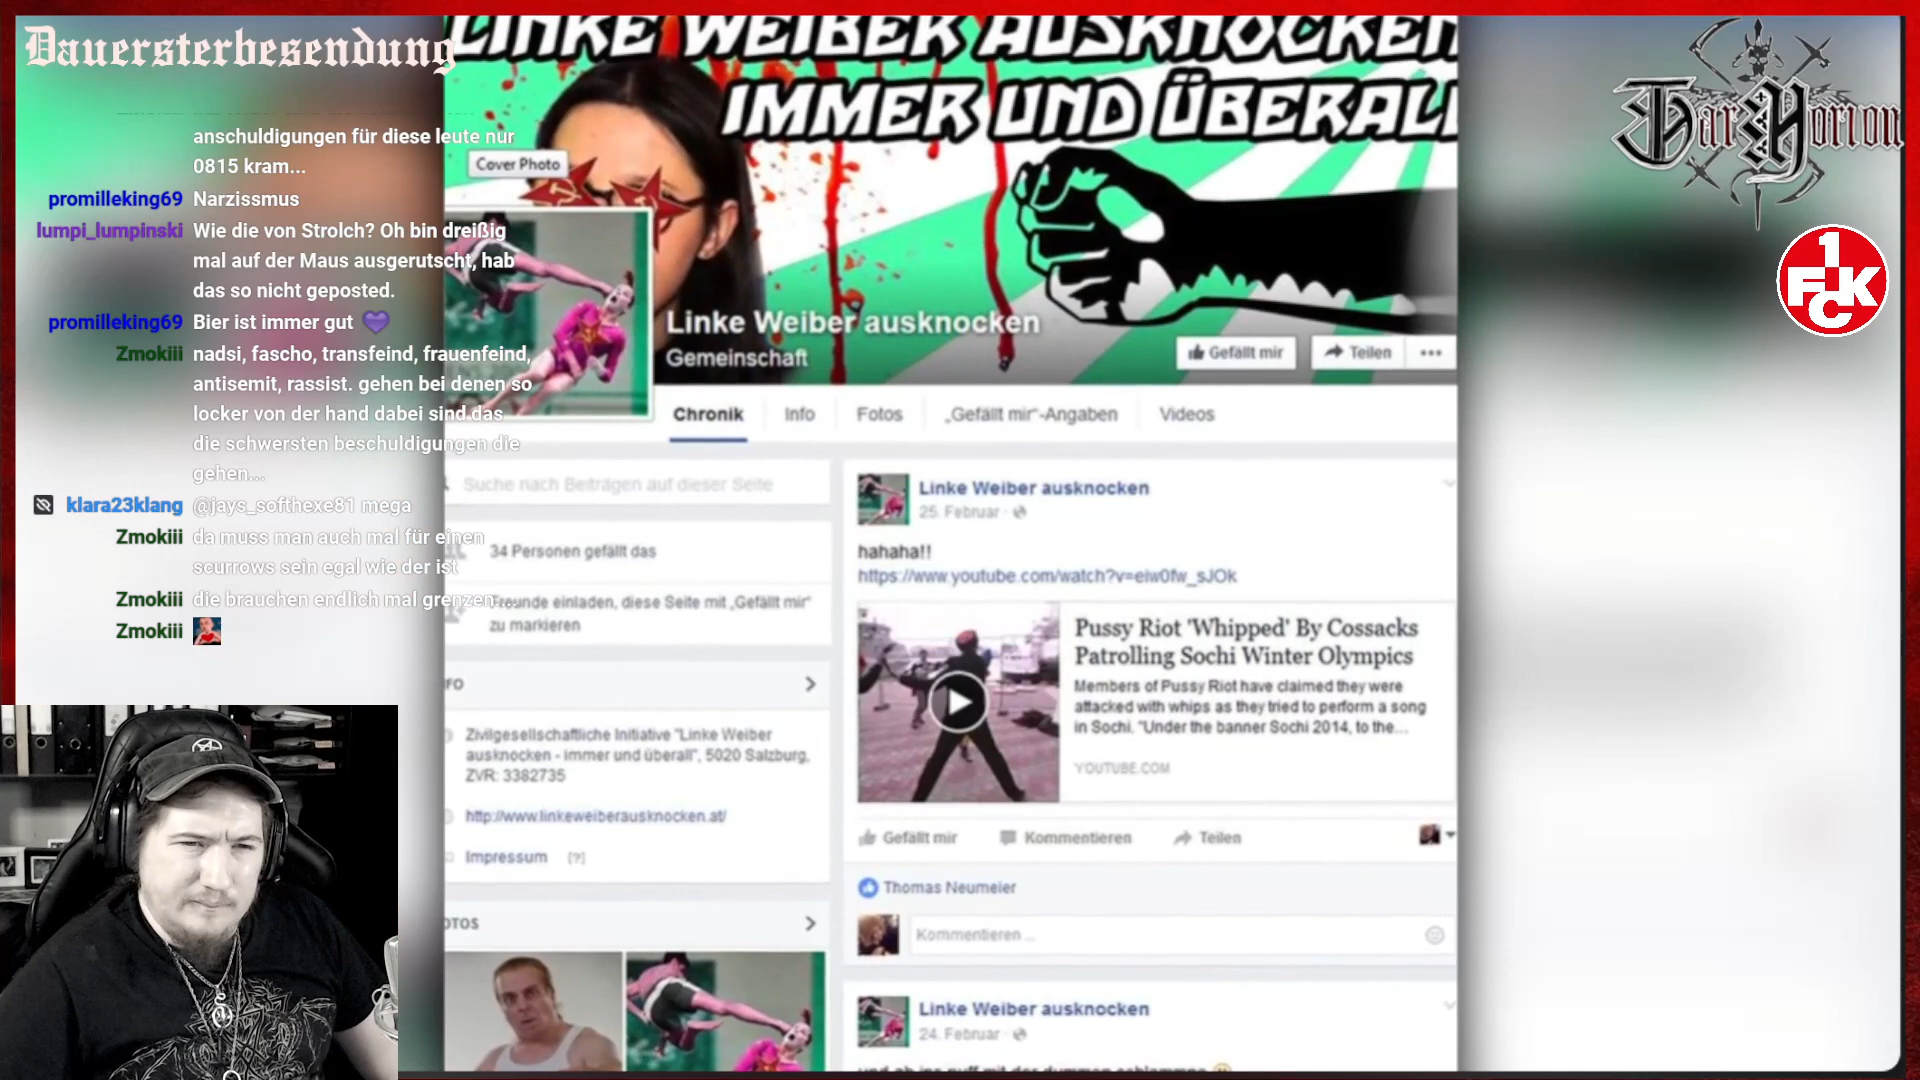 Dauersterbesendung
anschuldigungen für diese leute nur
0815 kram...
promilleking69 Narzissmus
lumpi_lumpinski Wie die von Strolch? Oh bin dreißig
mal auf der Maus ausgerutscht, hab
das so nicht geposted.
promilleking69 Bier ist immer gut
Zmokiii nadsi, fascho, transfeind, frauenfeind,
antisemit, rassist. gehen bei denen so
locker von der hand dabei sind das
die schwersten beschuldigungen die
gehen...
klara23klang @jays_softhexe81 mega
Zmokiii da muss man auch mal für einen
scurrows sein egal wie der ist
Zmokiii die brauchen endlich mal grenzen....
Zmokiii
LINKE WEIBER AUSKNOCKEN
IMMER UND ÜBERALL
Cover Photo
Linke Weiber ausknocken
Gemeinschaft
Gefällt mir
Teilen
Chronik
Info
Fotos
„Gefällt mir“-Angaben
Videos
Suche nach Beiträgen auf dieser Seite
34 Personen gefällt das
Freunde einladen, diese Seite mit „Gefällt mir“
zu markieren
FO
Zivilgesellschaftliche Initiative "Linke Weiber
ausknocken - immer und überall", 5020 Salzburg,
ZVR: 3382735
http://www.linkeweiberausknocken.at/
Impressum [?]
OTOS
Linke Weiber ausknocken
25. Februar
hahaha!!
https://www.youtube.com/watch?v=eiw0fw_sJOk
Pussy Riot 'Whipped' By Cossacks
Patrolling Sochi Winter Olympics
Members of Pussy Riot have claimed they were
attacked with whips as they tried to perform a song
in Sochi. "Under the banner Sochi 2014, to the...
YOUTUBE.COM
Gefällt mir
Kommentieren
Teilen
Thomas Neumeier
Kommentieren ...
Linke Weiber ausknocken
24. Februar
1
FCK